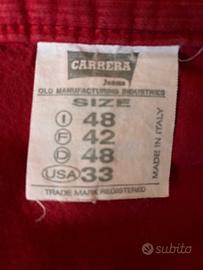 CARRERA
Jeans
OLD MANUFACTURING INDUSTRIES
SIZE
I 48
F 42
D 48
USA 33
MADE IN ITALY
TRADE MARK REGISTERED
subito